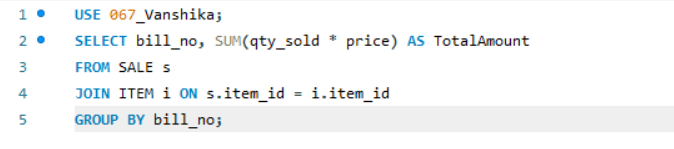 1 USE 067_Vanshika;
2 SELECT bill_no, SUM(qty_sold * price) AS TotalAmount
3 FROM SALE s
4 JOIN ITEM i ON s.item_id = i.item_id
5 GROUP BY bill_no;